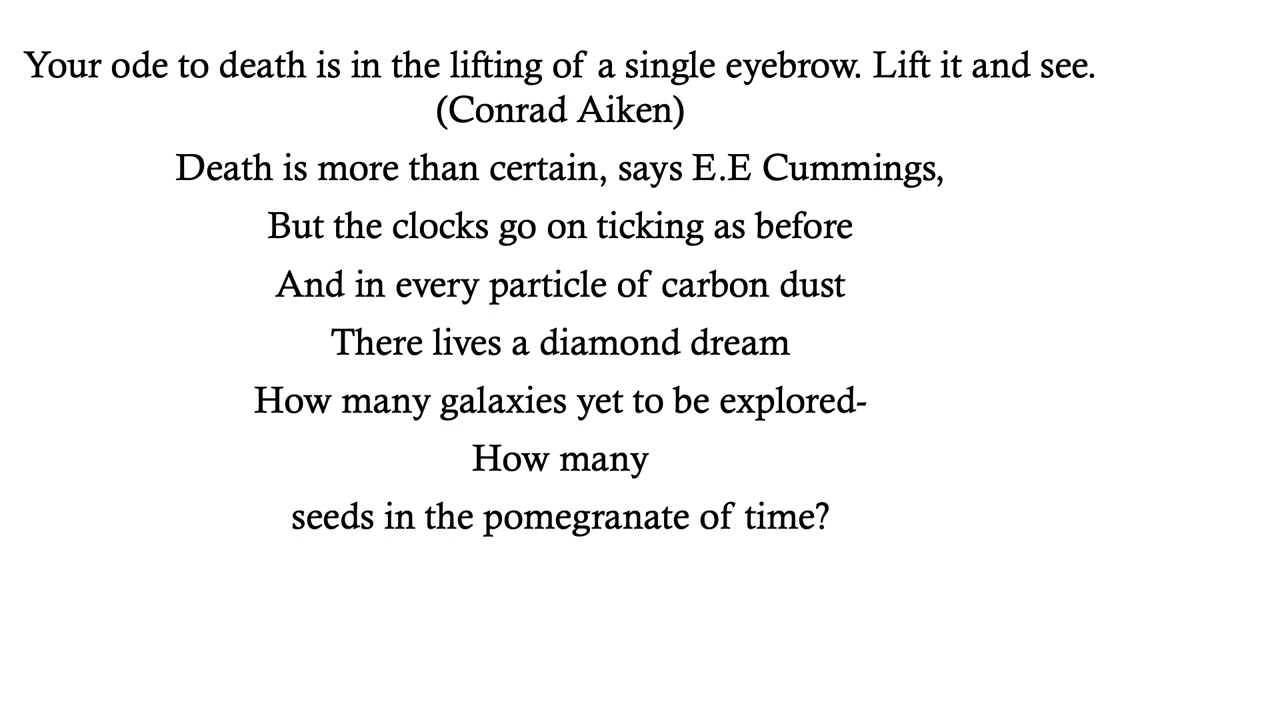 Your ode to death is in the lifting of a single eyebrow. Lift it and see.
(Conrad Aiken)
Death is more than certain, says E.E Cummings,
But the clocks go on ticking as before
And in every particle of carbon dust
There lives a diamond dream
How many galaxies yet to be explored-
How many
seeds in the pomegranate of time?